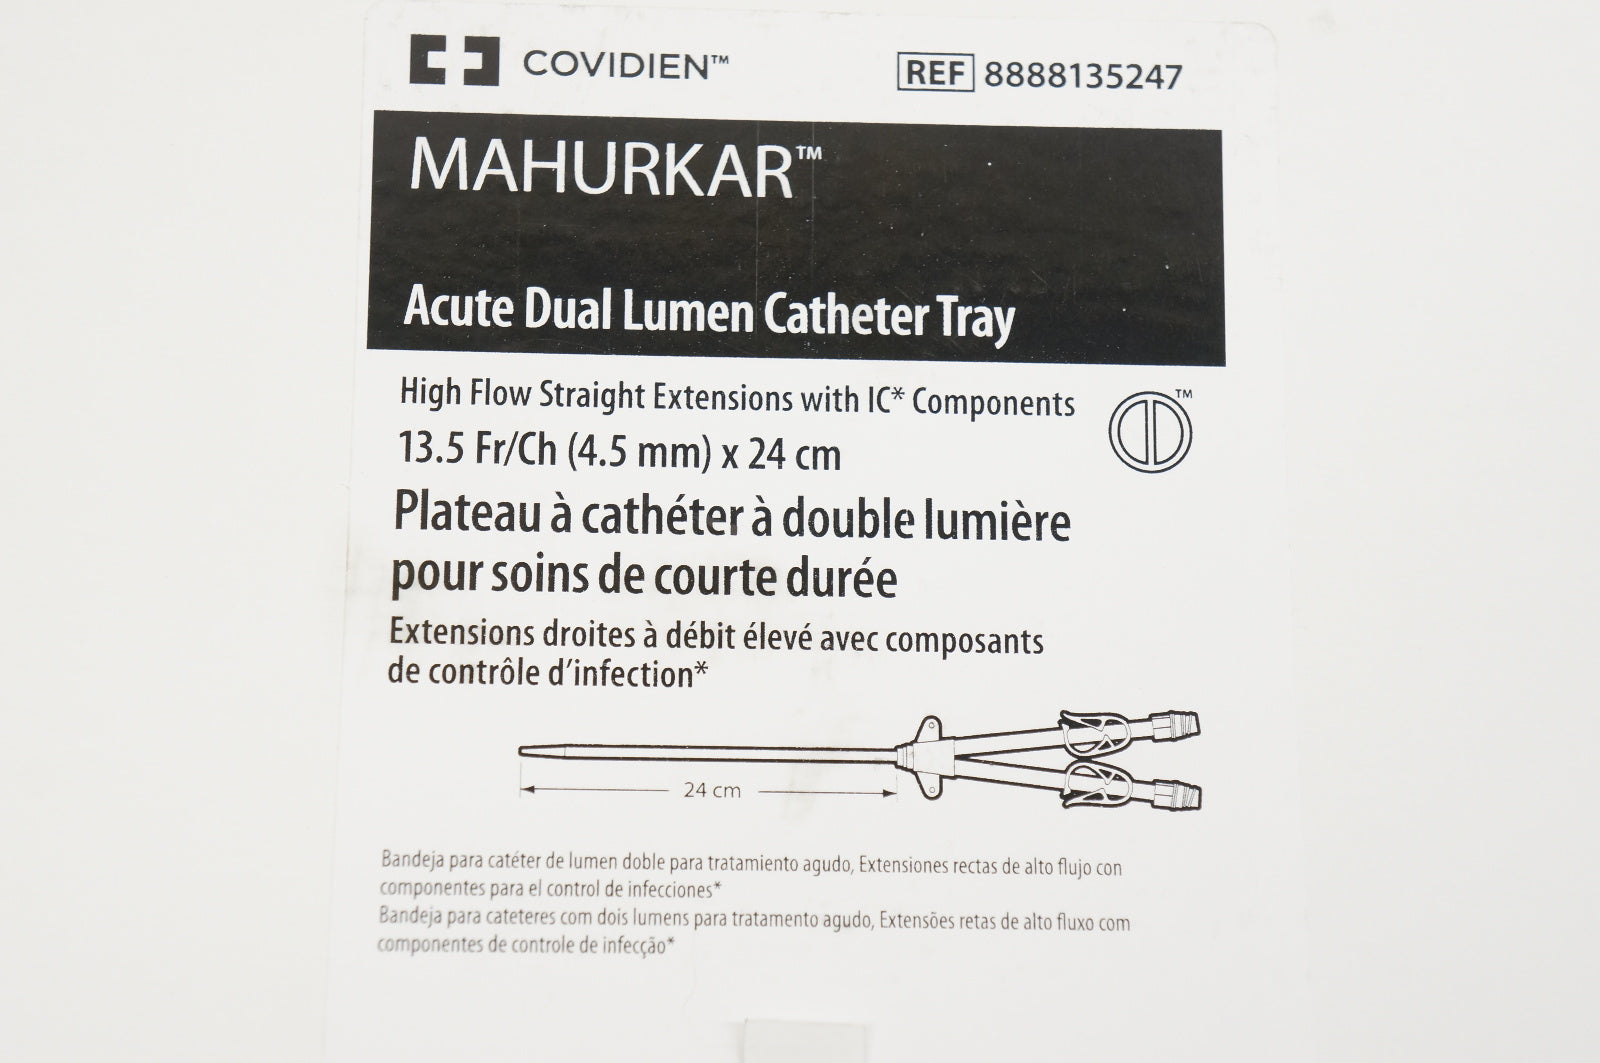 COVIDIEN™
REF 8888135247
MAHURKAR™
Acute Dual Lumen Catheter Tray
High Flow Straight Extensions with IC* Components
™
13.5 Fr/Ch (4.5 mm) x 24 cm
Plateau à cathéter à double lumière
pour soins de courte durée
Extensions droites à débit élevé avec composants
de contrôle d'infection*
24 cm
Bandeja para catéter de lumen doble para tratamiento agudo, Extensiones rectas de alto flujo con
componentes para el control de infecciones*
Bandeja para cateteres com dois lumens para tratamento agudo, Extensões retas de alto fluxo com
componentes de controle de infecção*